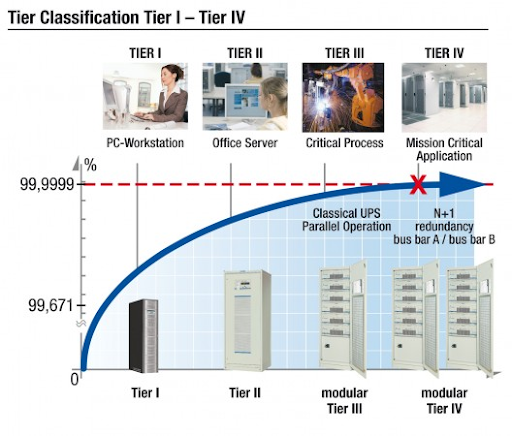 Tier Classification Tier I – Tier IV
TIER I
TIER II
TIER III
TIER IV
PC-Workstation
Office Server
Critical Process
Mission Critical
Application
%
99,9999
X
Classical UPS
Parallel Operation
N+1
redundancy
bus bar A / bus bar B
99,671
0
Tier I
Tier II
modular
Tier III
modular
Tier IV